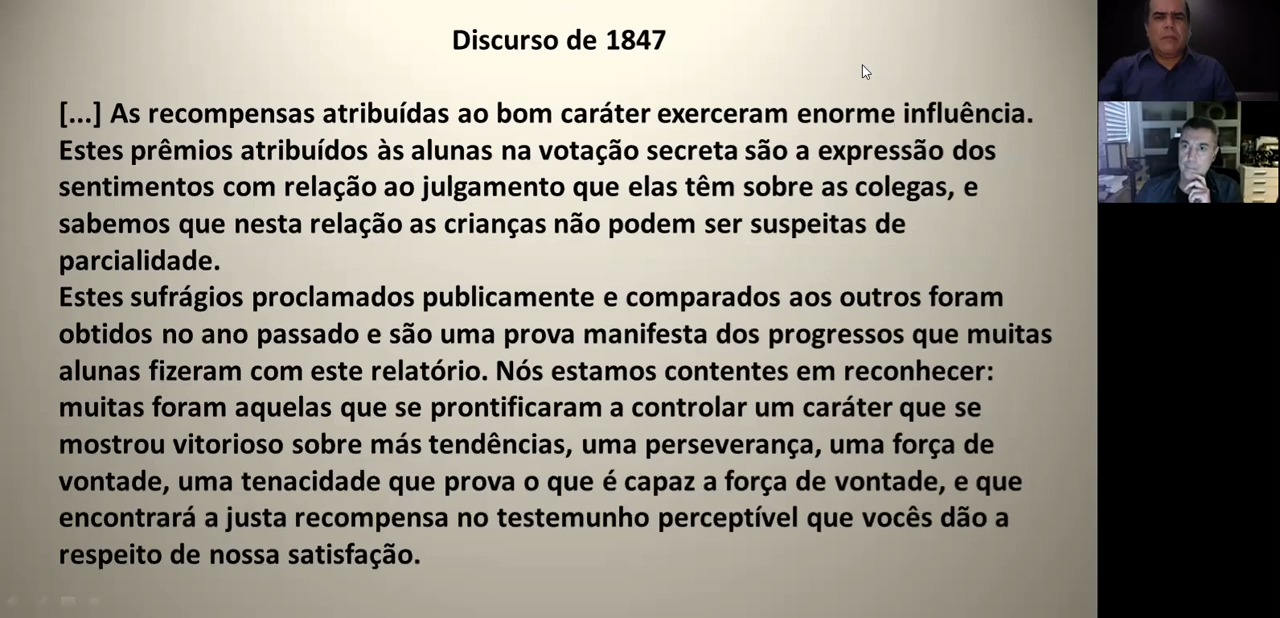 Discurso de 1847
[...] As recompensas atribuídas ao bom caráter exerceram enorme influência.
Estes prêmios atribuídos às alunas na votação secreta são a expressão dos
sentimentos com relação ao julgamento que elas têm sobre as colegas, e
sabemos que nesta relação as crianças não podem ser suspeitas de
parcialidade.
Estes sufrágios proclamados publicamente e comparados aos outros foram
obtidos no ano passado e são uma prova manifesta dos progressos que muitas
alunas fizeram com este relatório. Nós estamos contentes em reconhecer:
muitas foram aquelas que se prontificaram a controlar um caráter que se
mostrou vitorioso sobre más tendências, uma perseverança, uma força de
vontade, uma tenacidade que prova o que é capaz a força de vontade, e que
encontrará a justa recompensa no testemunho perceptível que vocês dão a
respeito de nossa satisfação.